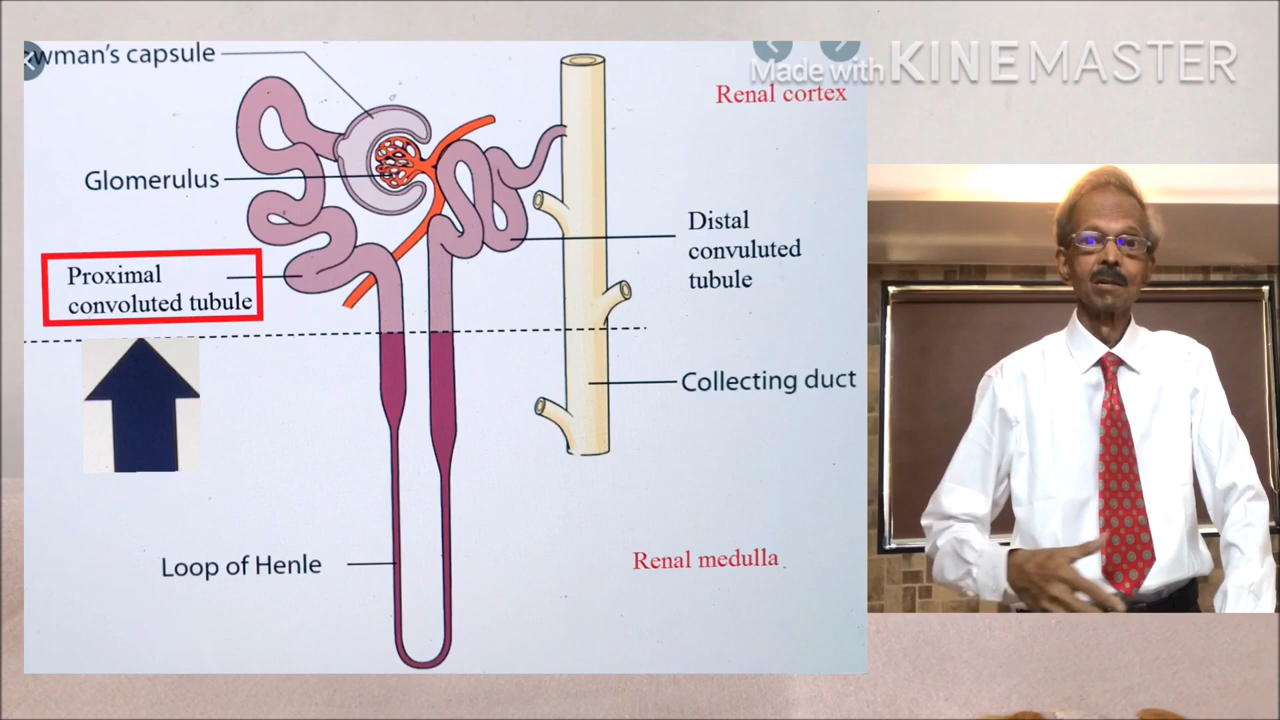 wman's capsule
Made with KINEMASTER
Renal cortex
Glomerulus
Distal
convuluted
tubule
Proximal
convoluted tubule
Collecting duct
Loop of Henle
Renal medulla